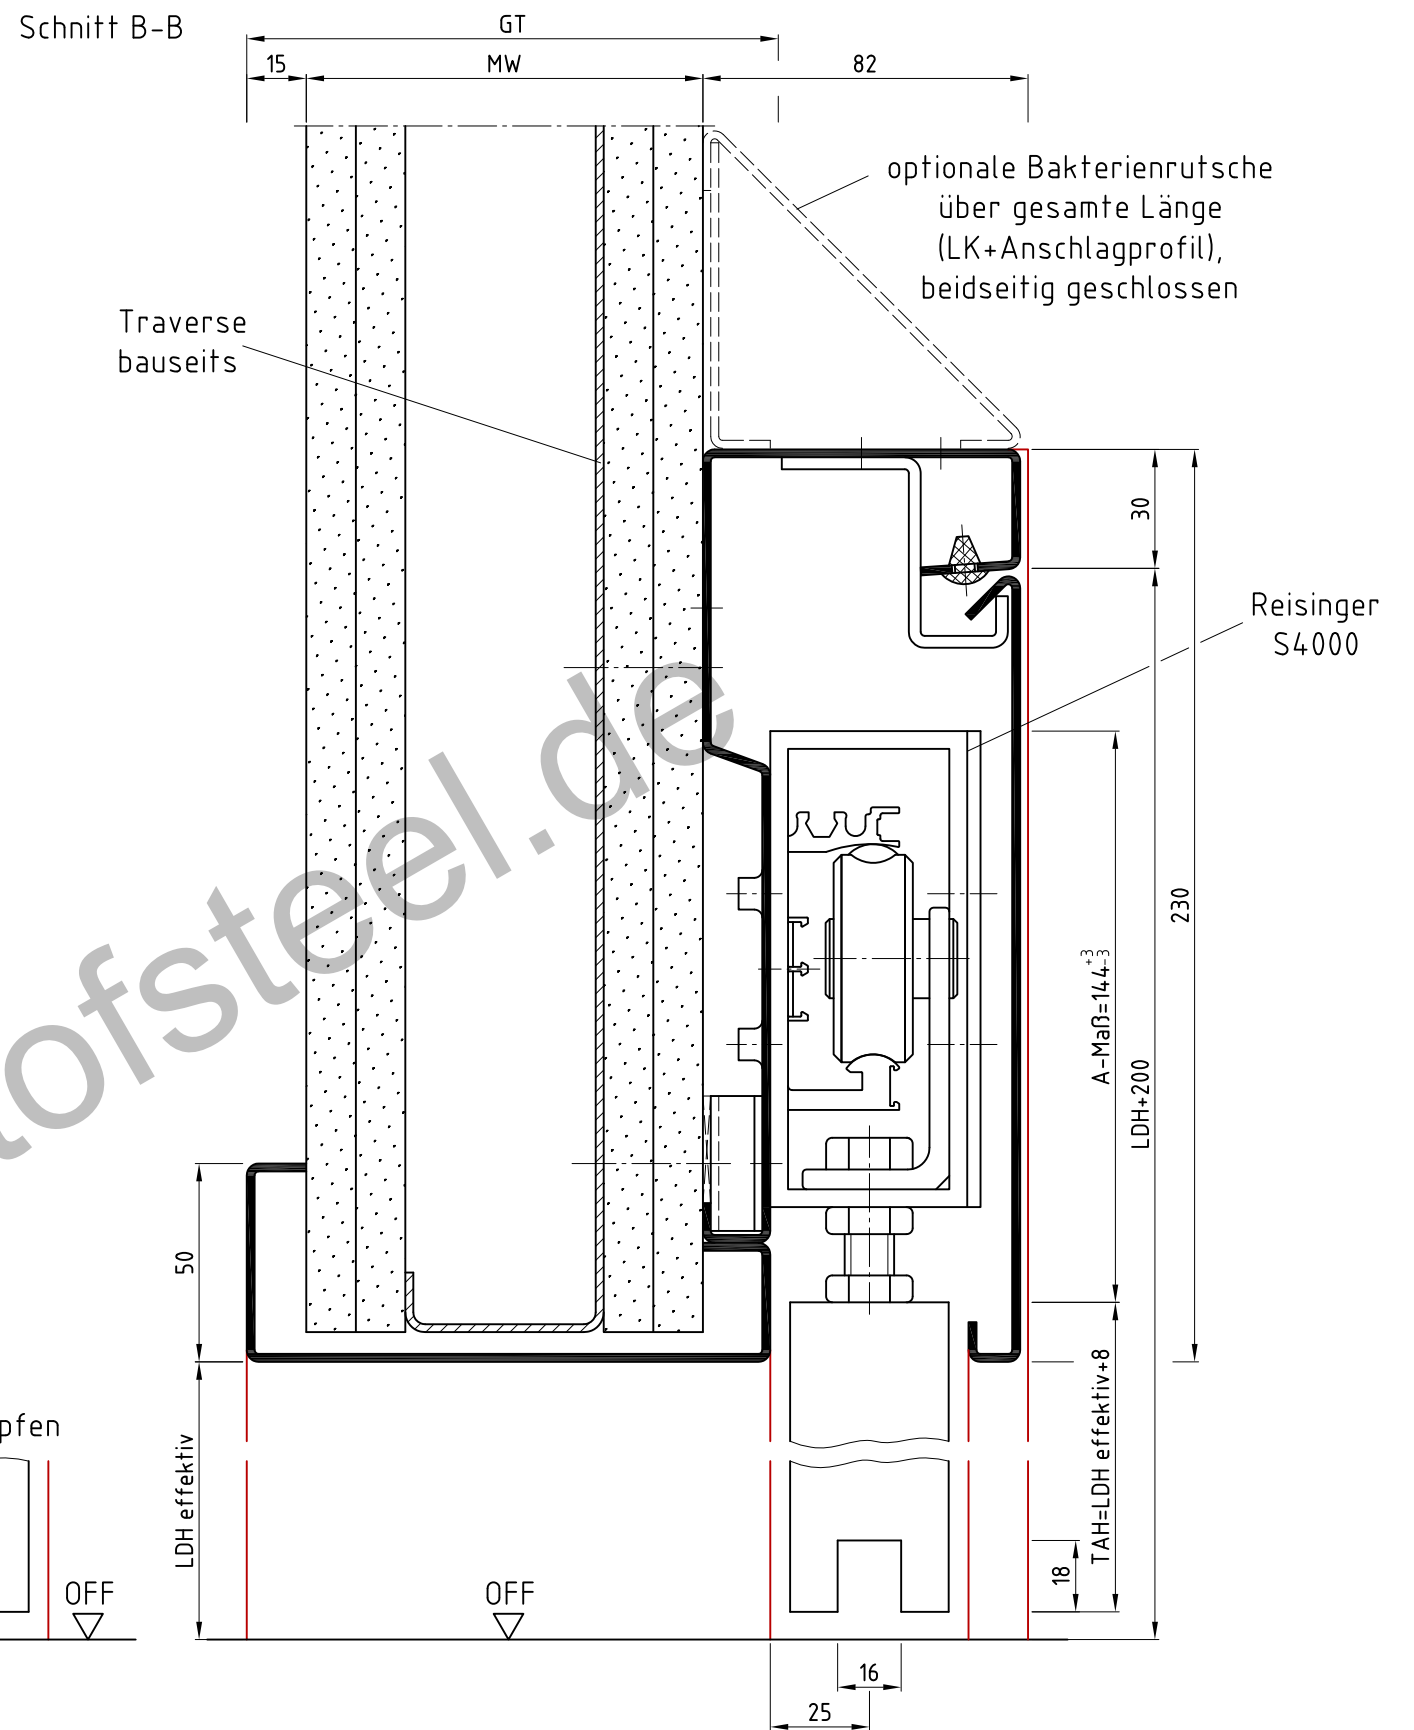 Schnitt B-B
GT
15
MW
82
optionale Bakterienrutsche
über gesamte Länge
(LK+Anschlagprofil),
beidseitig geschlossen
Traverse
bauseits
30
Reisinger
S4000
230
A-Maß=144+3-3
LDH+200
tofsteel.de
50
TAH=LDH effektiv+8
pfen
LDH effektiv
18
OFF
OFF
16
25